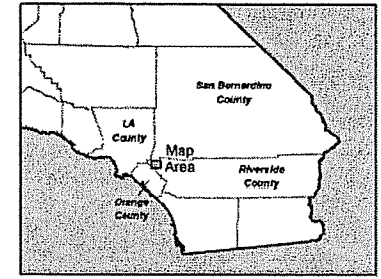 San Bernardino
County
LA
County
Map
Area
Riverside
County
Orange
County